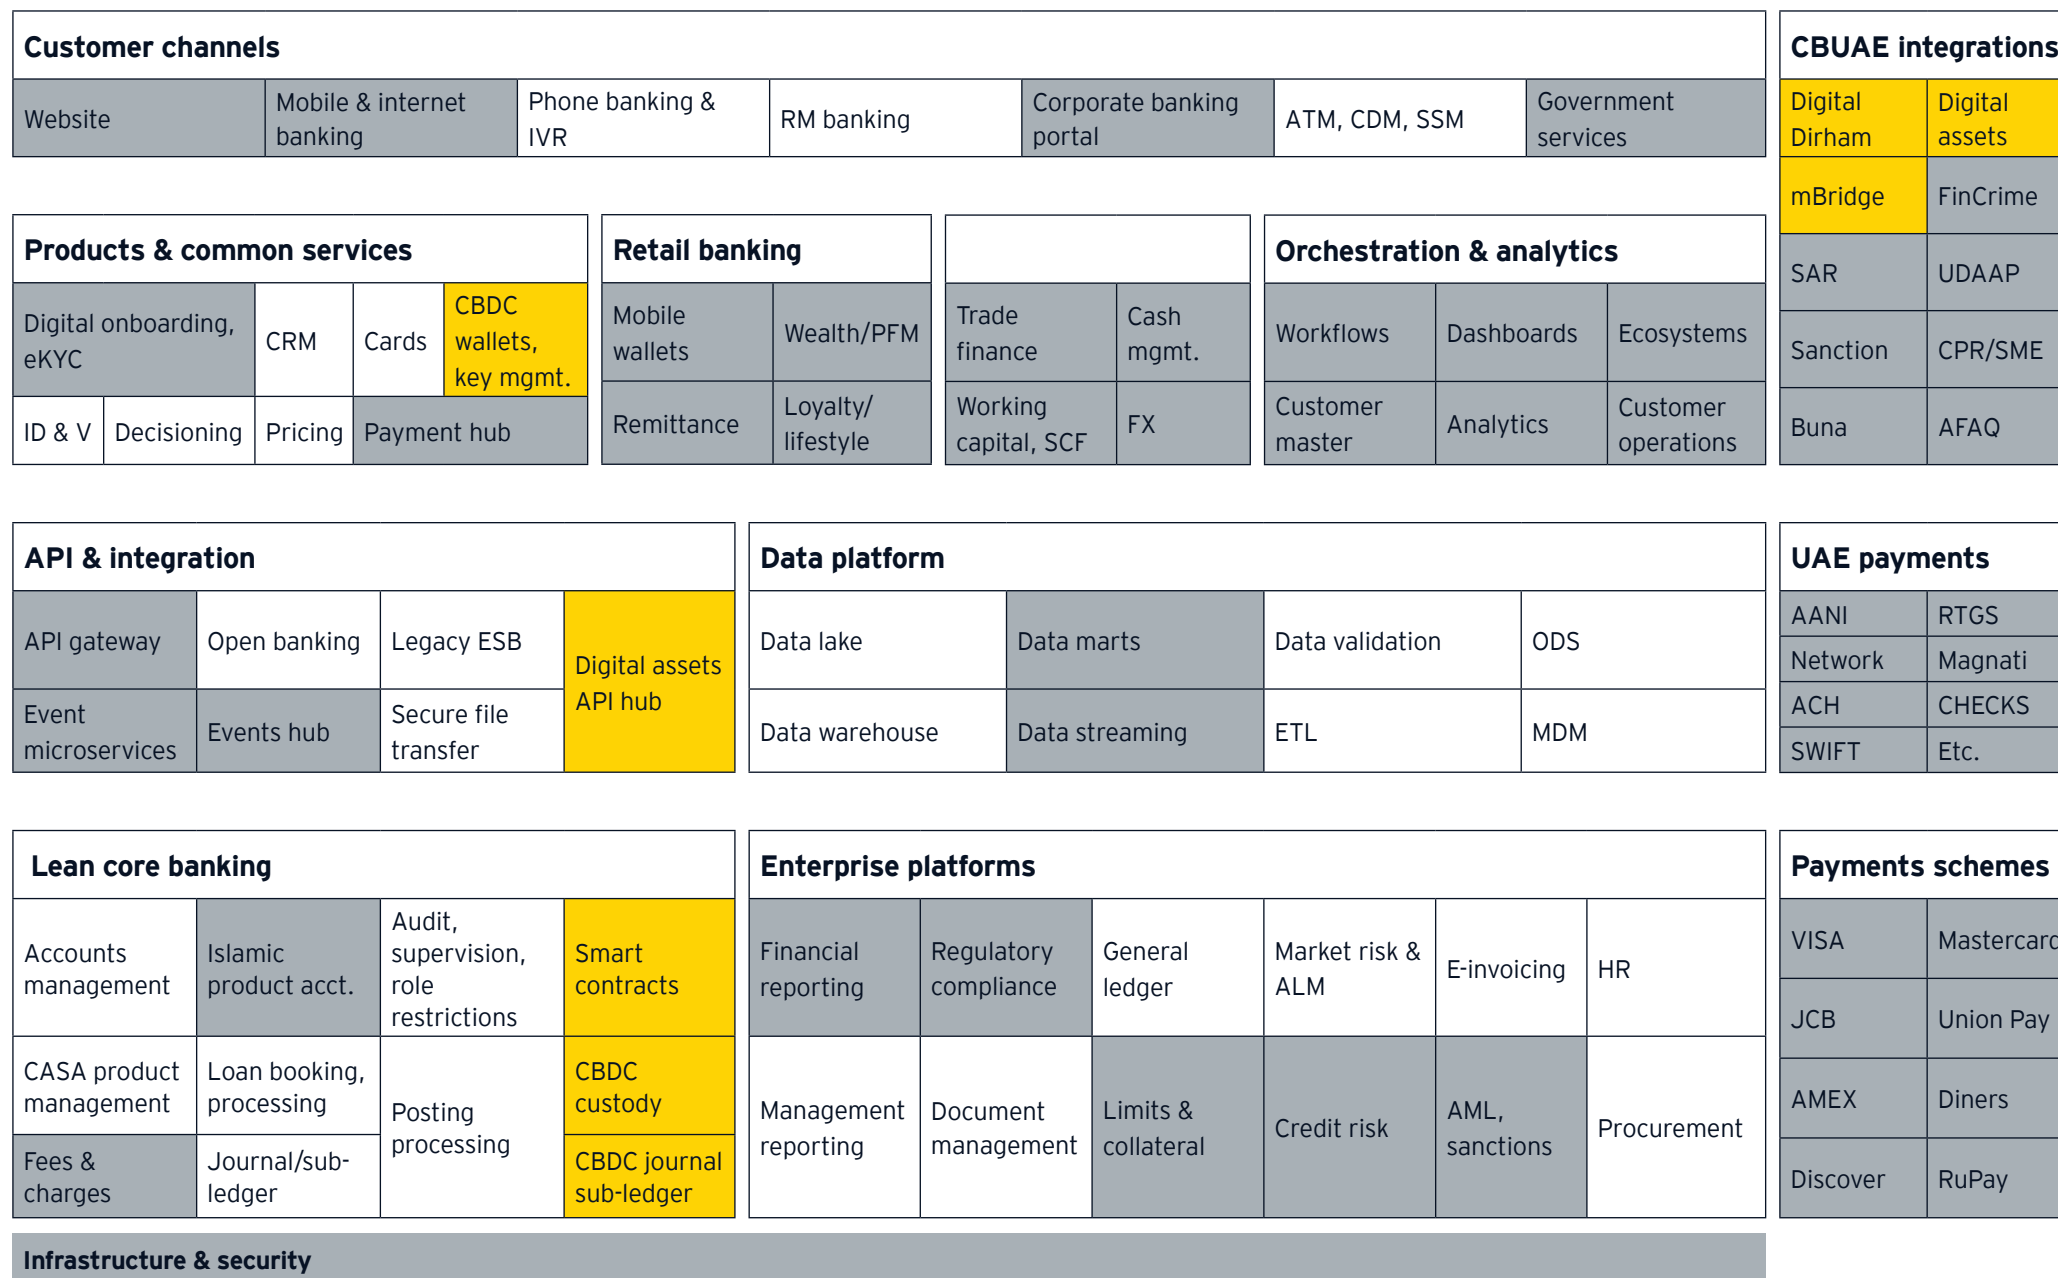 Customer channels
Website
Mobile & internet
banking
Phone banking &
IVR
RM banking
Corporate banking
portal
ATM, CDM, SSM
Government
services
CBUAE integrations
Digital
Dirham
Digital
assets
mBridge
FinCrime
SAR
UDAAP
Sanction
CPR/SME
Buna
AFAQ
Products & common services
Digital onboarding,
eKYC
CRM
Cards
CBDC
wallets,
key mgmt.
ID & V
Decisioning
Pricing
Payment hub
Retail banking
Mobile
wallets
Wealth/PFM
Remittance
Loyalty/
lifestyle
Trade
finance
Cash
mgmt.
Working
capital, SCF
FX
Orchestration & analytics
Workflows
Dashboards
Ecosystems
Customer
master
Analytics
Customer
operations
API & integration
API gateway
Open banking
Legacy ESB
Digital assets
API hub
Event
microservices
Events hub
Secure file
transfer
Data platform
Data lake
Data marts
Data validation
ODS
Data warehouse
Data streaming
ETL
MDM
UAE payments
AANI
RTGS
Network
Magnati
ACH
CHECKS
SWIFT
Etc.
Lean core banking
Accounts
management
Islamic
product acct.
Audit,
supervision,
role
restrictions
Smart
contracts
CASA product
management
Loan booking,
processing
Posting
processing
CBDC
custody
Fees &
charges
Journal/sub-
ledger
CBDC journal
sub-ledger
Enterprise platforms
Financial
reporting
Regulatory
compliance
General
ledger
Market risk &
ALM
E-invoicing
HR
Management
reporting
Document
management
Limits &
collateral
Credit risk
AML,
sanctions
Procurement
Payments schemes
VISA
Mastercard
JCB
Union Pay
AMEX
Diners
Discover
RuPay
Infrastructure & security